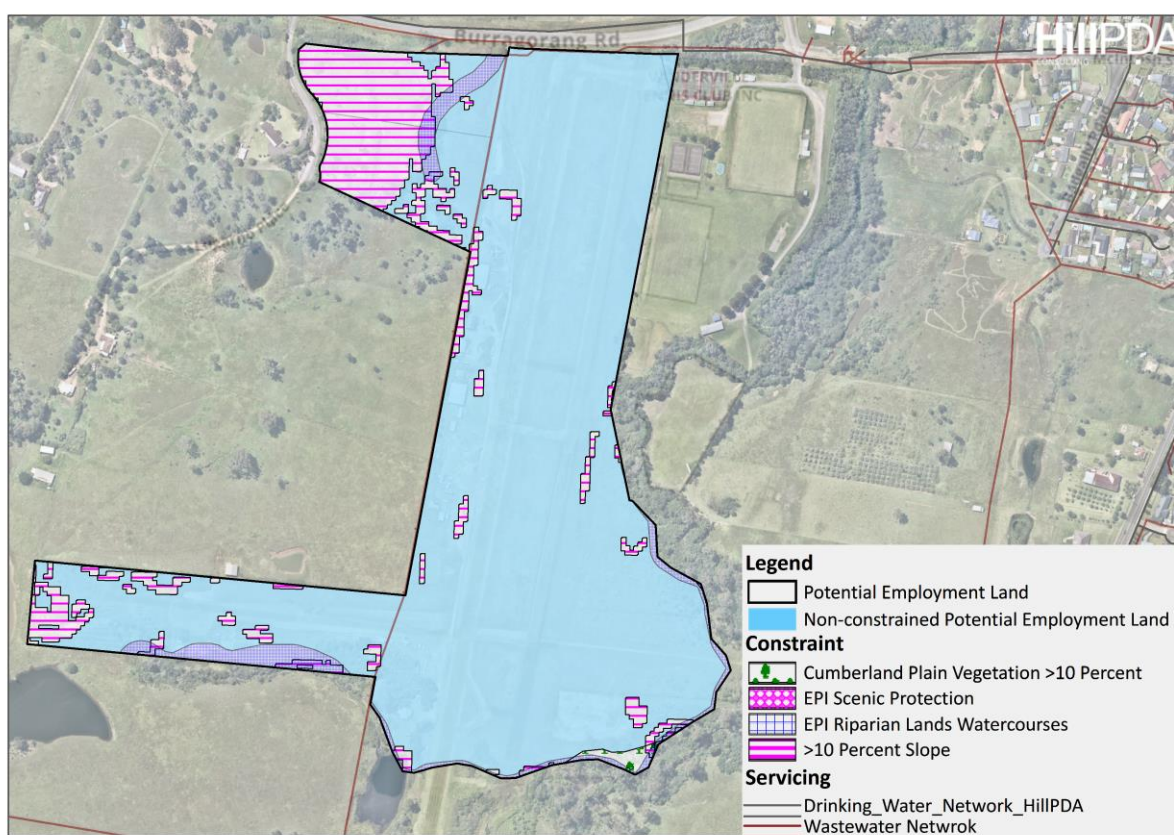 Burragorang Rd
HillPDA
CONSULTING
Legend
Potential Employment Land
Non-constrained Potential Employment Land
Constraint
Cumberland Plain Vegetation >10 Percent
EPI Scenic Protection
EPI Riparian Lands Watercourses
>10 Percent Slope
Servicing
Drinking_Water_Network_HillPDA
Wastewater Netwrok